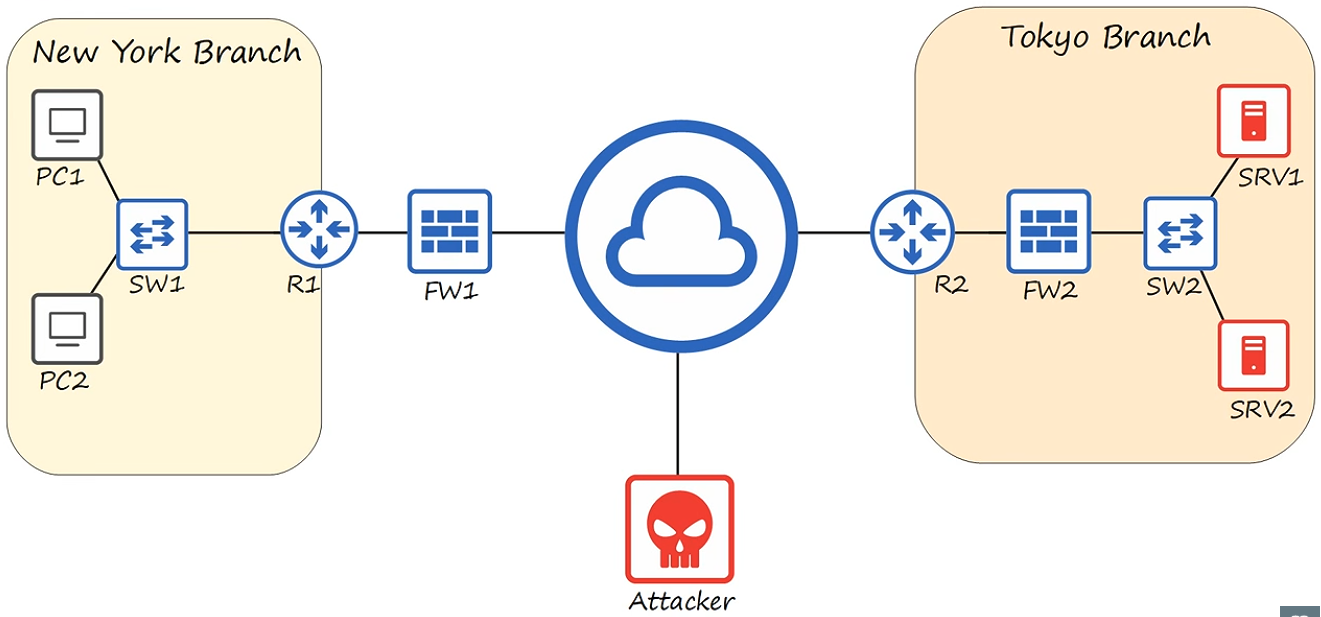 New York Branch
Tokyo Branch
PC1
SRV1
SW1
R1
FW1
R2
FW2
SW2
PC2
SRV2
Attacker